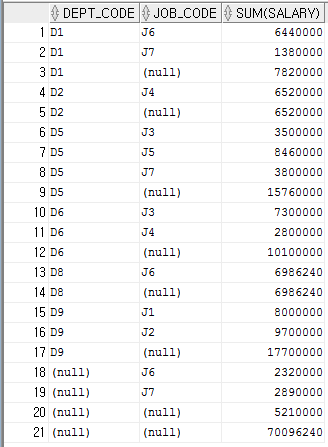 DEPT_CODE JOB_CODE SUM(SALARY)
1 D1 J6 6440000
2 D1 J7 1380000
3 D1 (null) 7820000
4 D2 J4 6520000
5 D2 (null) 6520000
6 D5 J3 3500000
7 D5 J5 8460000
8 D5 J7 3800000
9 D5 (null) 15760000
10 D6 J3 7300000
11 D6 J4 2800000
12 D6 (null) 10100000
13 D8 J6 6986240
14 D8 (null) 6986240
15 D9 J1 8000000
16 D9 J2 9700000
17 D9 (null) 17700000
18 (null) J6 2320000
19 (null) J7 2890000
20 (null) (null) 5210000
21 (null) (null) 70096240